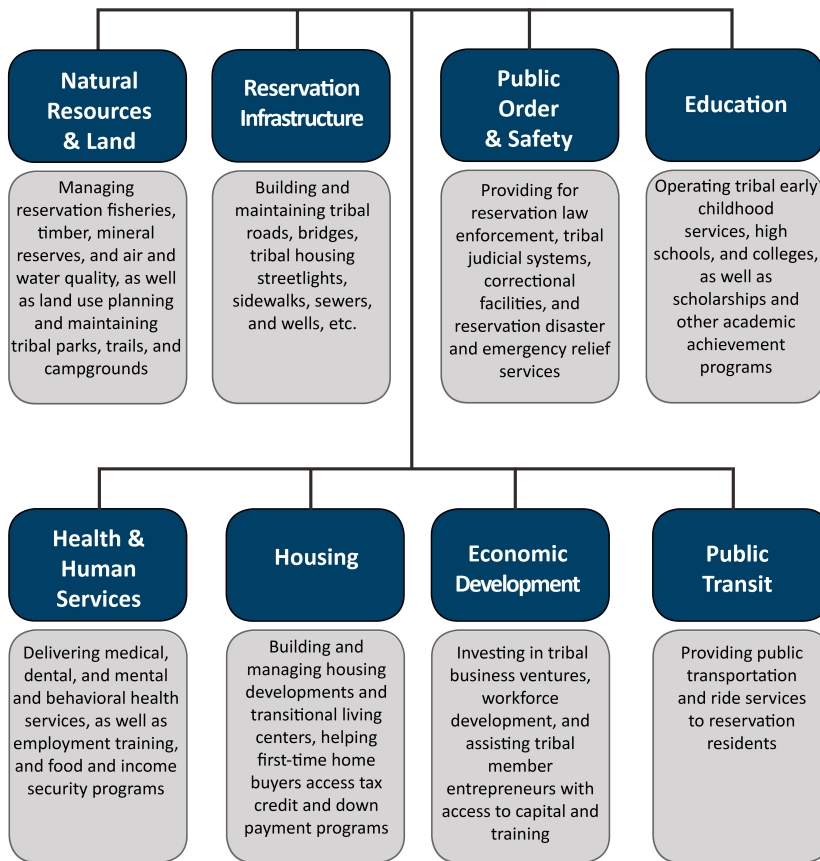 Natural
Resources
& Land
Managing
reservation fisheries,
timber, mineral
reserves, and air and
water quality, as well
as land use planning
and maintaining
tribal parks, trails, and
campgrounds
Reservation
Infrastructure
Building and
maintaining tribal
roads, bridges,
tribal housing
streetlights,
sidewalks, sewers,
and wells, etc.
Public
Order
& Safety
Providing for
reservation law
enforcement, tribal
judicial systems,
correctional
facilities, and
reservation disaster
and emergency relief
services
Education
Operating tribal early
childhood
services, high
schools, and colleges,
as well as
scholarships and
other academic
achievement
programs
Health &
Human
Services
Delivering medical,
dental, and mental
and behavioral health
services, as well as
employment training,
and food and income
security programs
Housing
Building and
managing housing
developments and
transitional living
centers, helping
first-time home
buyers access tax
credit and down
payment programs
Economic
Development
Investing in tribal
business ventures,
workforce
development, and
assisting tribal
member
entrepreneurs with
access to capital and
training
Public
Transit
Providing public
transportation
and ride services
to reservation
residents